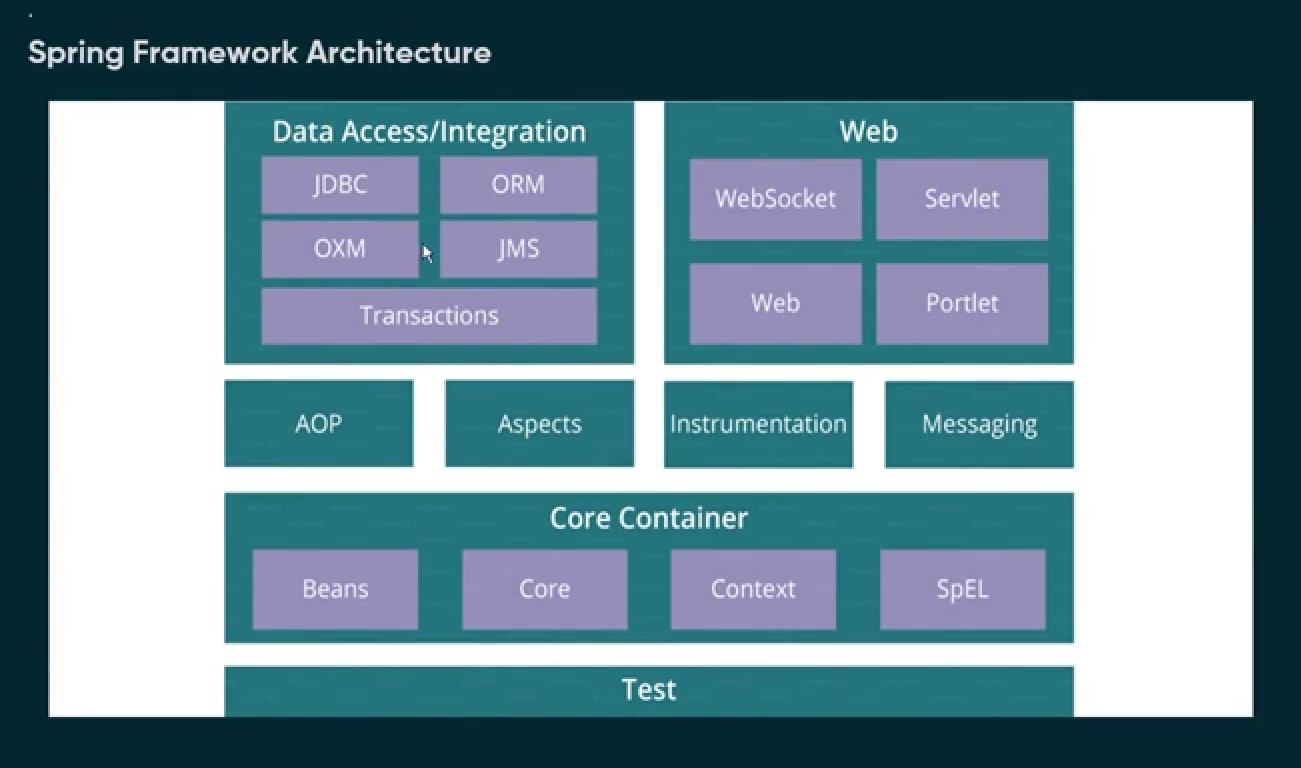 Spring Framework Architecture
Data Access/Integration
JDBC
ORM
OXM
JMS
Transactions
Web
WebSocket
Servlet
Web
Portlet
AOP
Aspects
Instrumentation
Messaging
Core Container
Beans
Core
Context
SpEL
Test